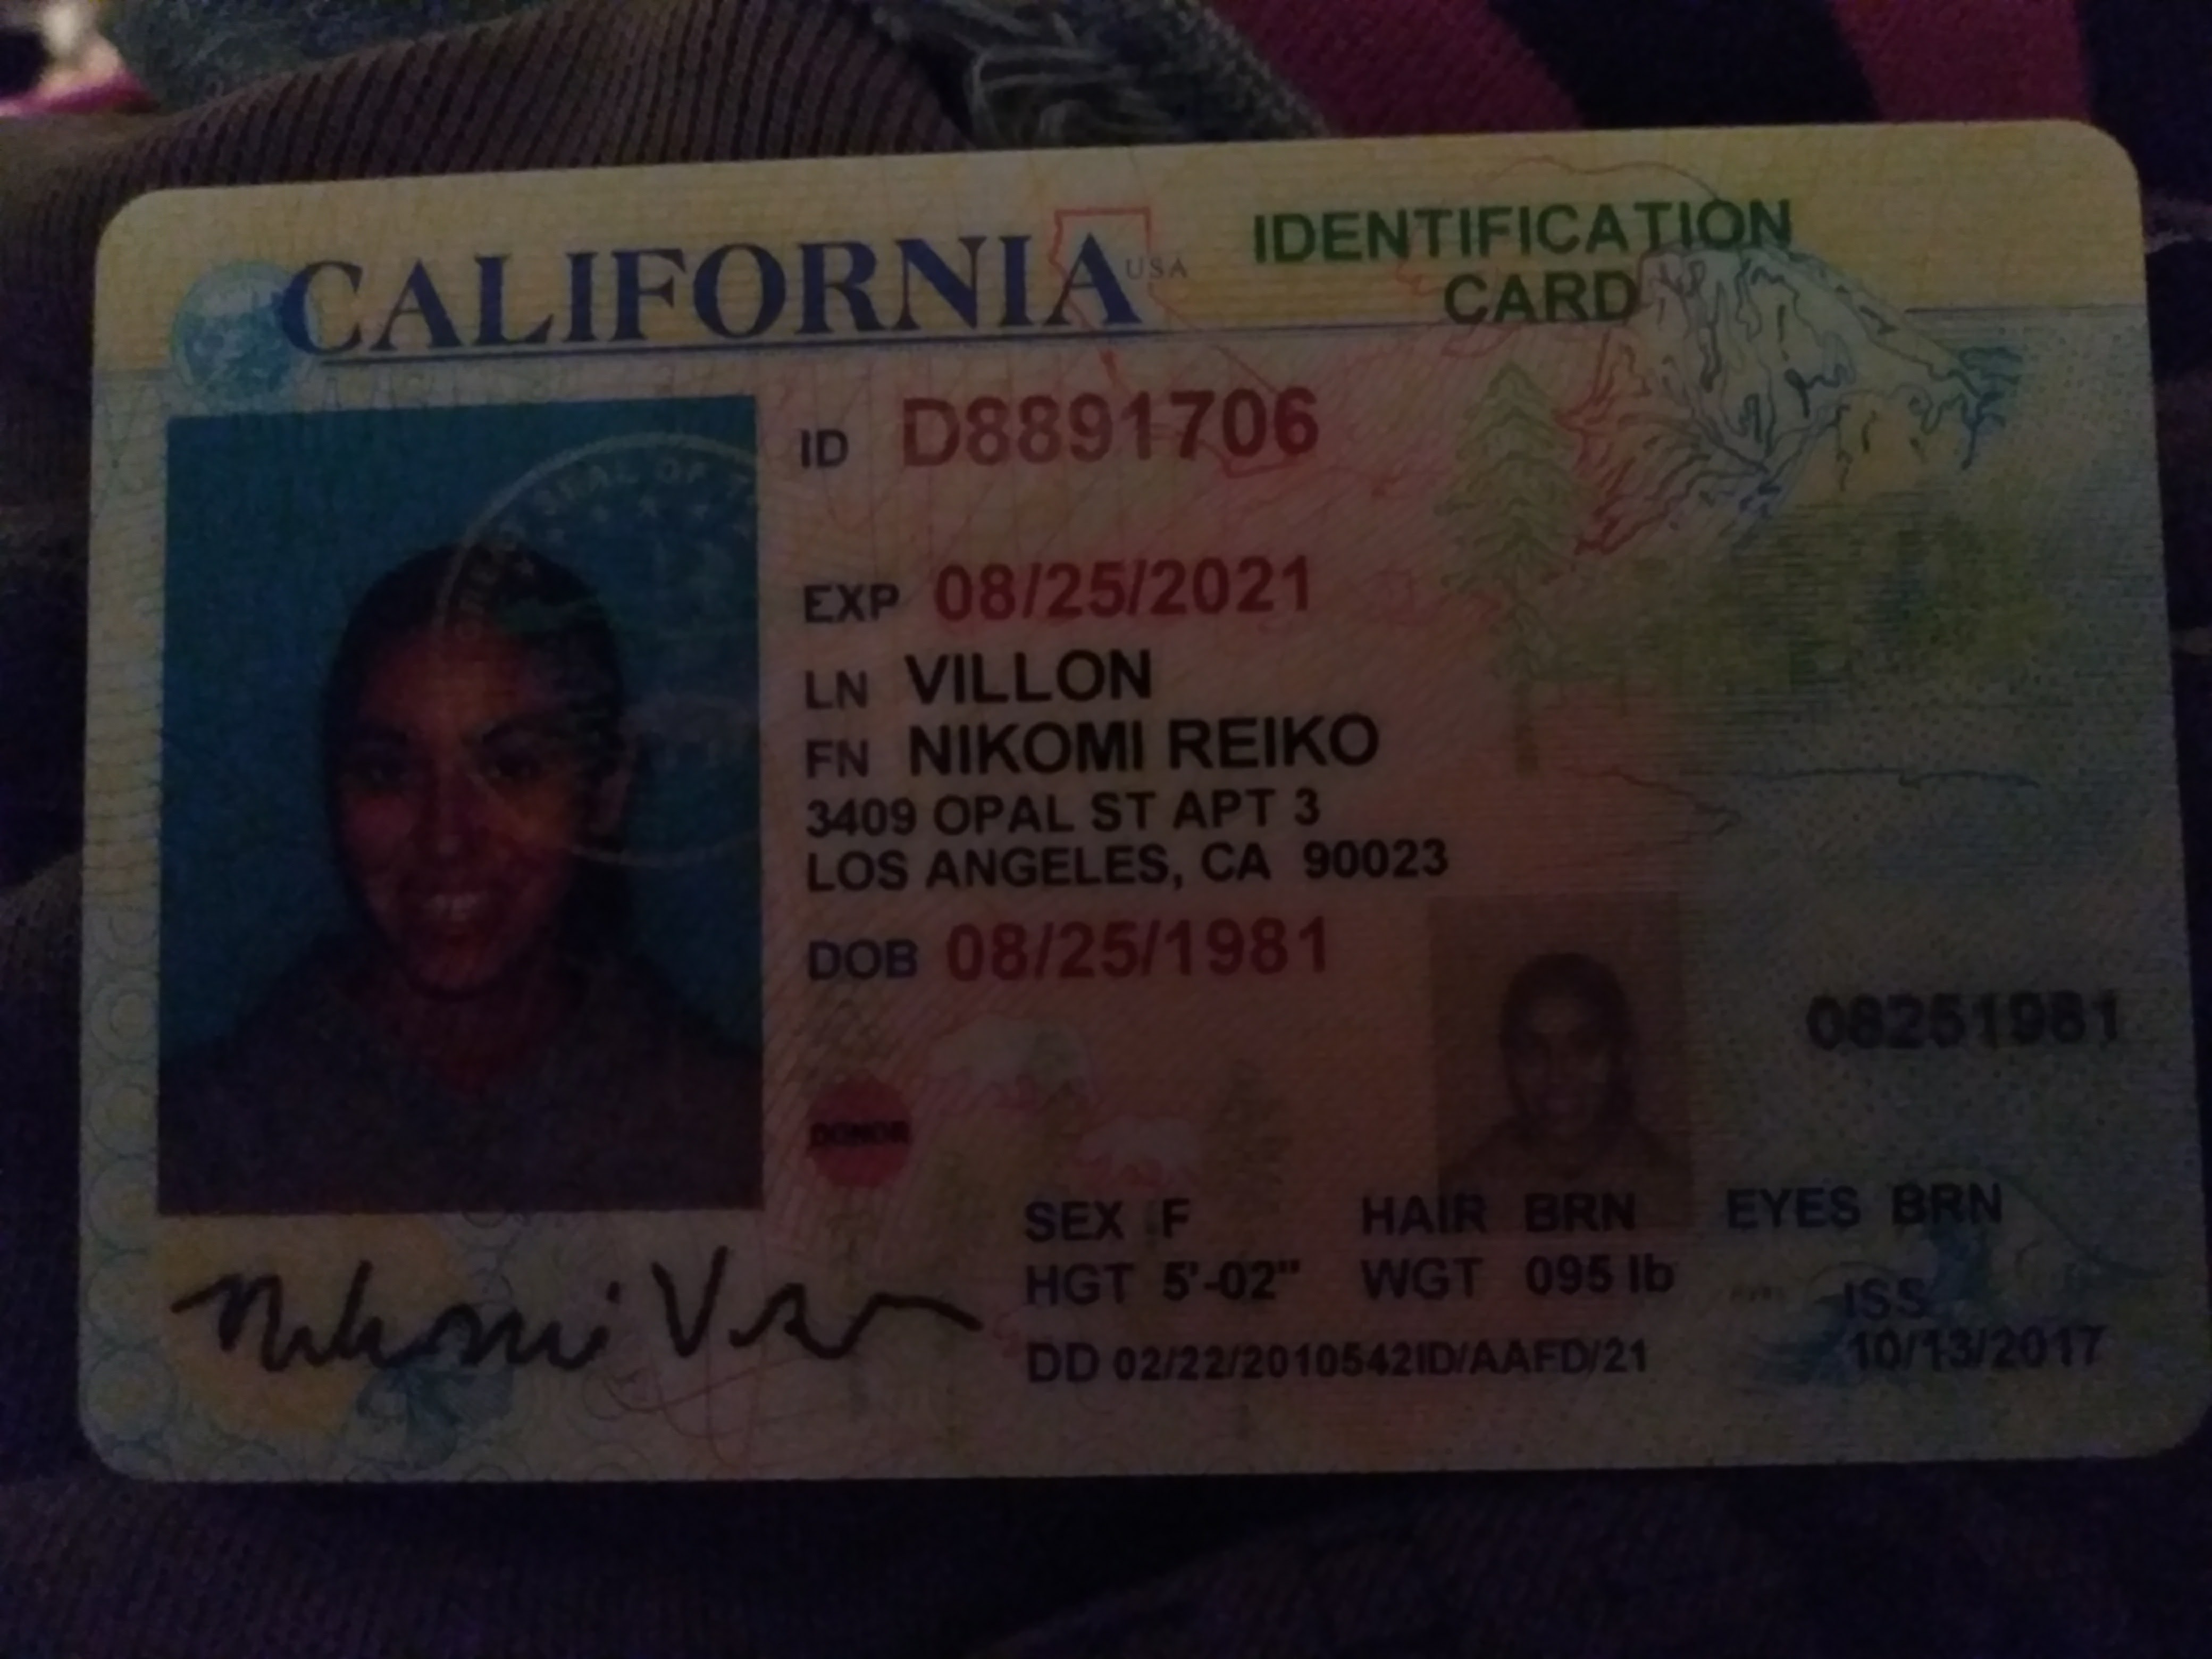 CALIFORNIA USA IDENTIFICATION
CARD
ID D8891706
EXP 08/25/2021
LN VILLON
FN NIKOMI REIKO
3409 OPAL ST APT 3
LOS ANGELES, CA 90023
DOB 08/25/1981
08251981
DONOR
SEX F HAIR BRN EYES BRN
HGT 5'-02" WGT 095 lb
ISS
DD 02/22/2010542ID/AAFD/21 10/13/2017
SEAL OF